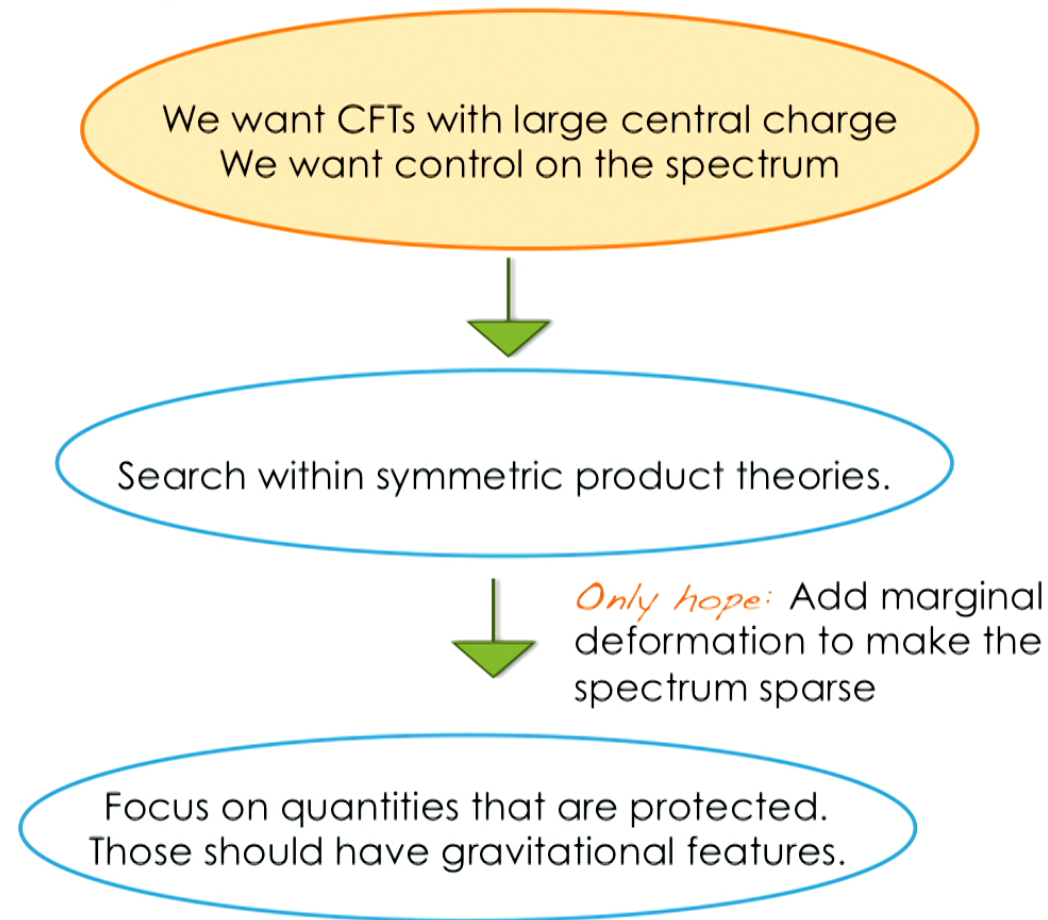 We want CFTs with large central charge
We want control on the spectrum
Search within symmetric product theories.
Only hope: Add marginal
deformation to make the
spectrum sparse
Focus on quantities that are protected.
Those should have gravitational features.